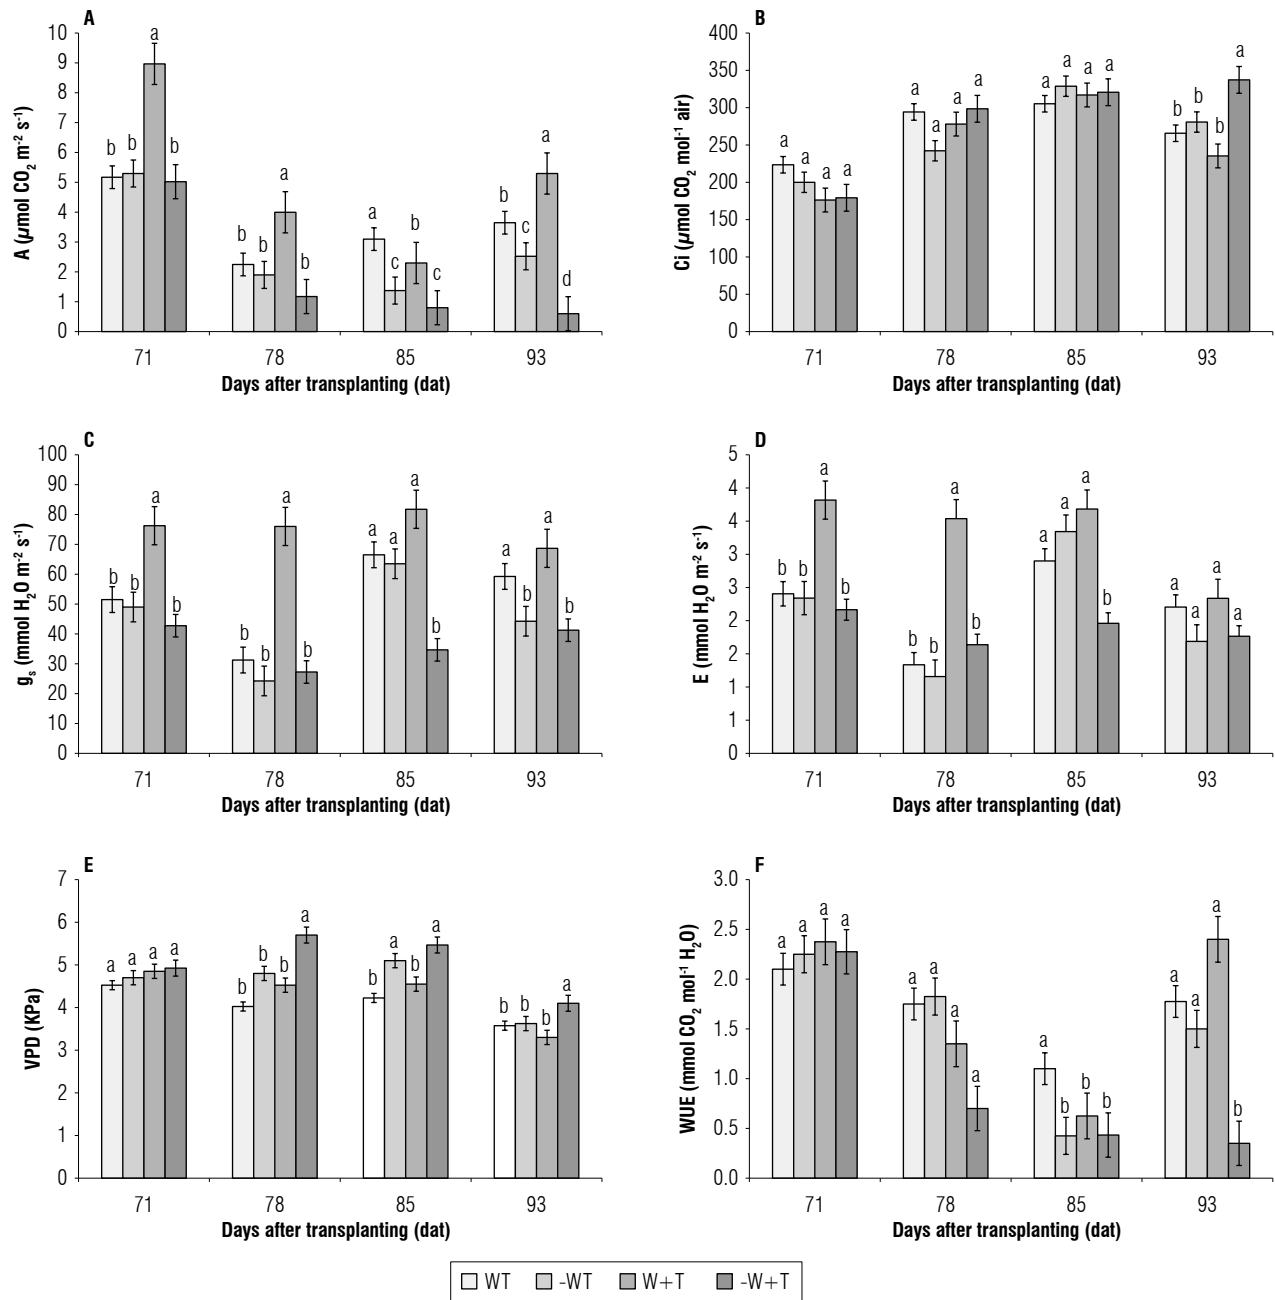 A
10
9
8
7
6
5
4
3
2
1
0
A (µmol CO2 m-2 s-1)
b b a b
b b a b
a c b c
b c a d
71 78 85 93
Days after transplanting (dat)
B
400
350
300
250
200
150
100
50
0
Ci (µmol CO2 mol-1 air)
a a a a
a a a a
a a a a
b b b a
71 78 85 93
Days after transplanting (dat)
C
100
90
80
70
60
50
40
30
20
10
0
gs (mmol H2O m-2 s-1)
b b a b
b b a b
a a a b
a b a b
71 78 85 93
Days after transplanting (dat)
D
5
4
4
3
3
2
2
1
1
0
E (mmol H2O m-2 s-1)
b b a b
b b a b
a a a b
a b a a
71 78 85 93
Days after transplanting (dat)
E
7
6
5
4
3
2
1
0
VPD (KPa)
a a a a
b b b a
b a b a
b b b a
71 78 85 93
Days after transplanting (dat)
F
3.0
2.5
2.0
1.5
1.0
0.5
0.0
WUE (mmol CO2 mol-1 H2O)
a a a a
a a a a
a b b b
a a a b
71 78 85 93
Days after transplanting (dat)
WT -WT W+T -W+T